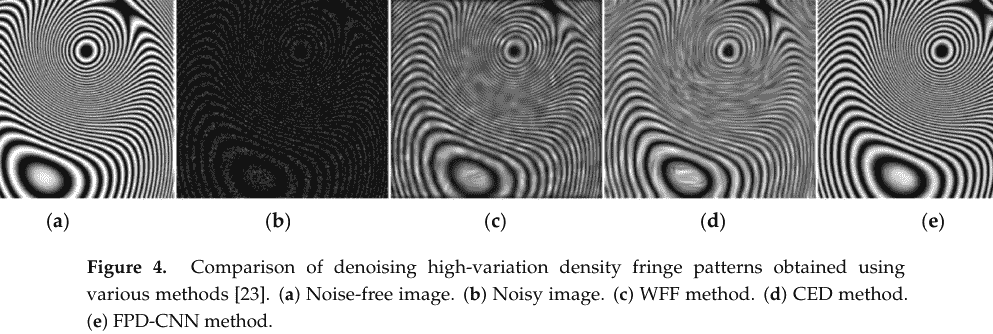 (a) (b) (c) (d) (e)
Figure 4. Comparison of denoising high-variation density fringe patterns obtained using
various methods [23]. (a) Noise-free image. (b) Noisy image. (c) WFF method. (d) CED method.
(e) FPD-CNN method.